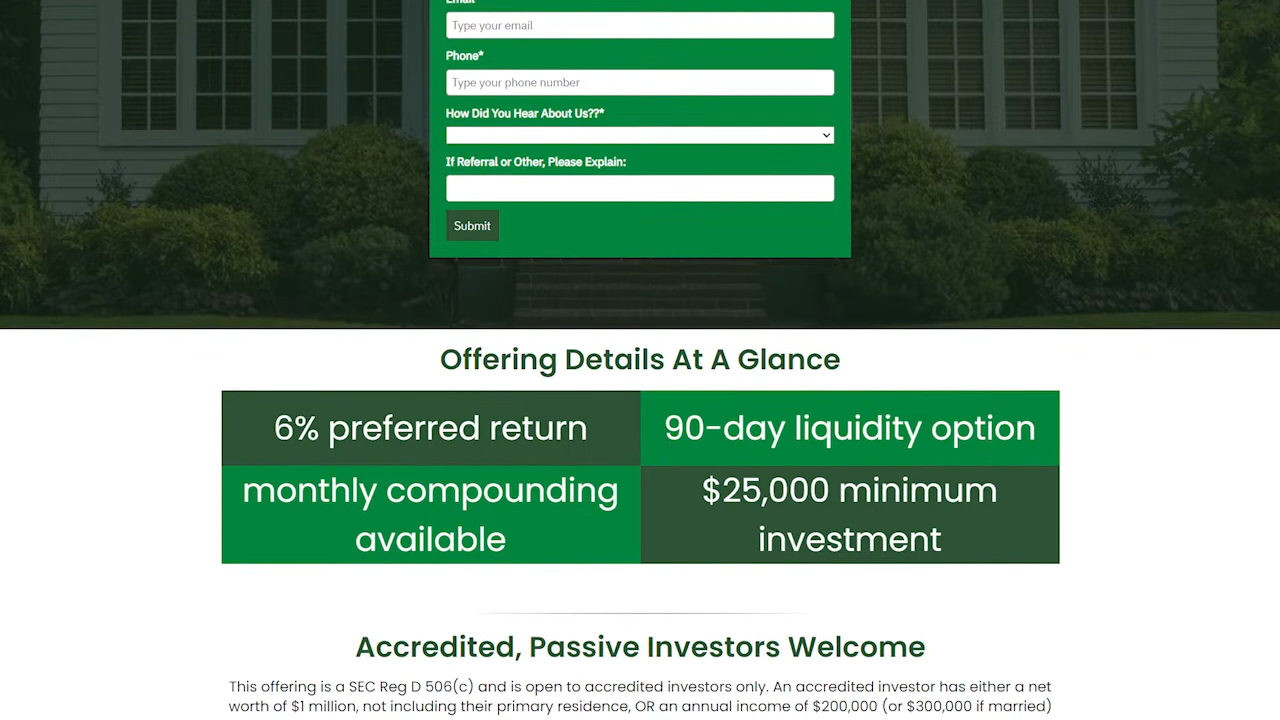 Email
Type your email
Phone*
Type your phone number
How Did You Hear About Us??*
If Referral or Other, Please Explain:
Submit
Offering Details At A Glance
6% preferred return
90-day liquidity option
monthly compounding
available
$25,000 minimum
investment
Accredited, Passive Investors Welcome
This offering is a SEC Reg D 506(c) and is open to accredited investors only. An accredited investor has either a net
worth of $1 million, not including their primary residence, OR an annual income of $200,000 (or $300,000 if married)